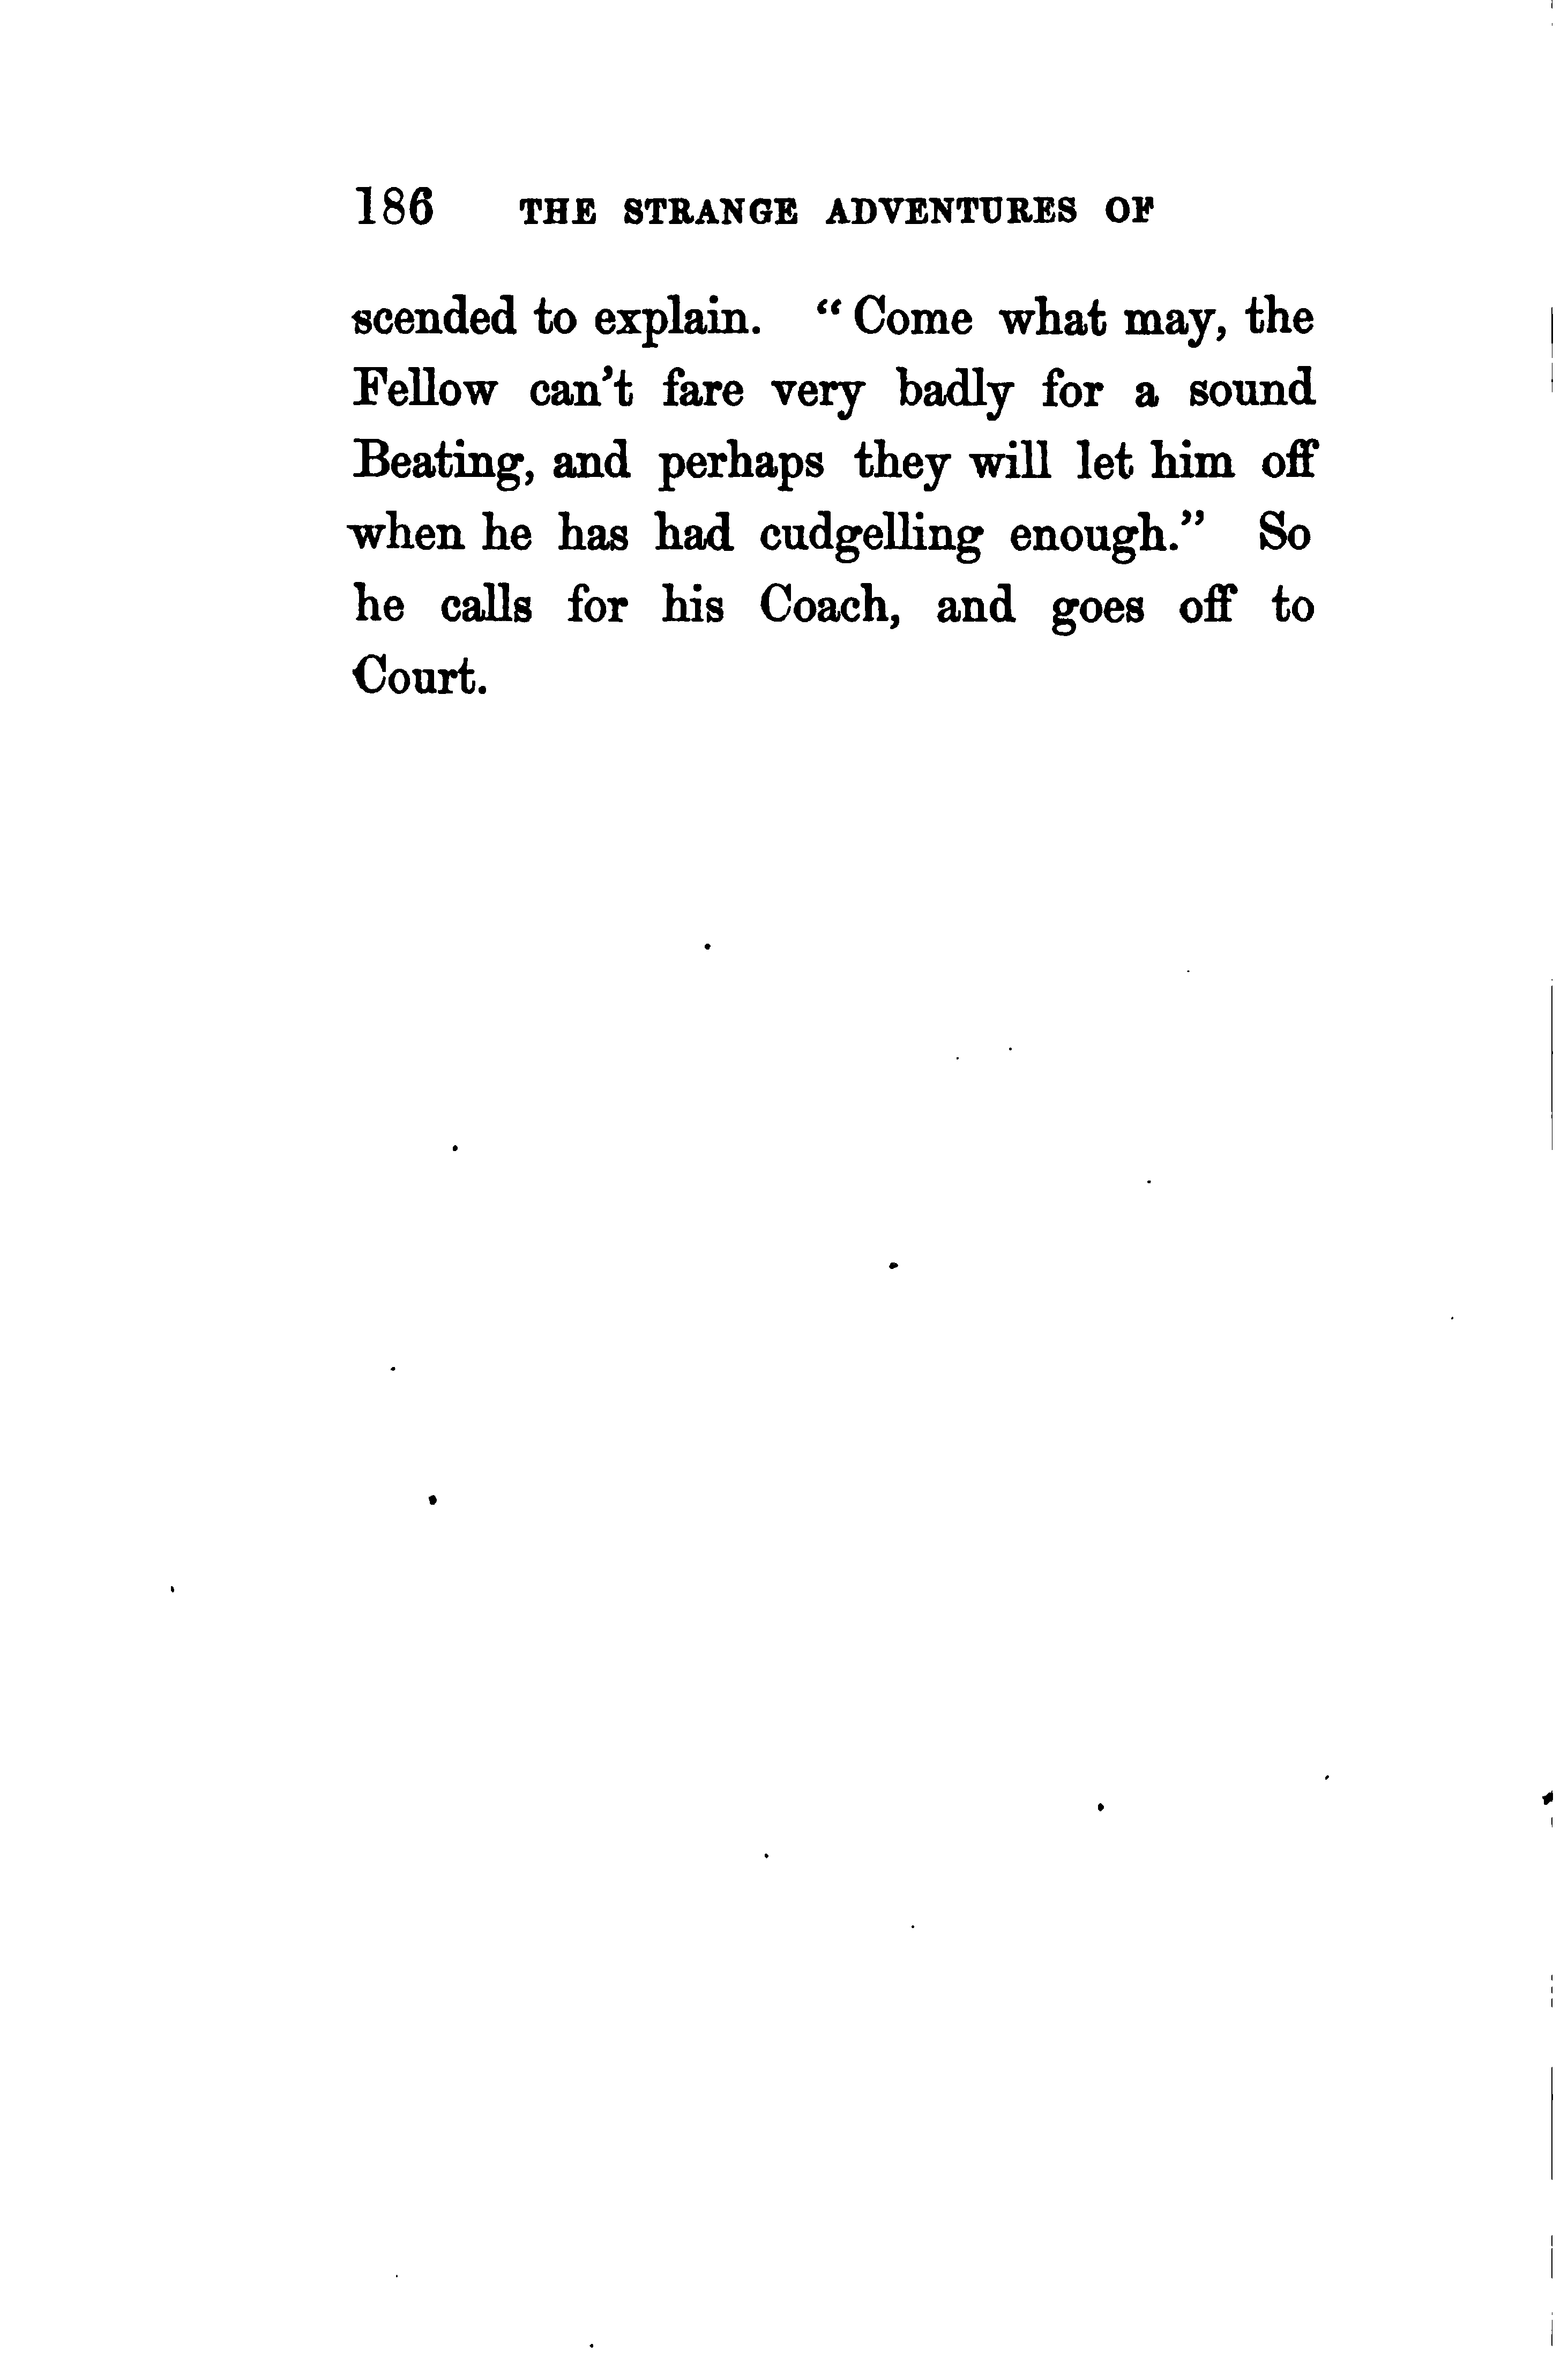 186 THE STRANGE ADVENTURES OF
scended to explain. “Come what may, the
Fellow can’t fare very badly for a sound
Beating, and perhaps they will let him off
when he has had cudgelling enough.” So
he calls for his Coach, and goes off to
Court.